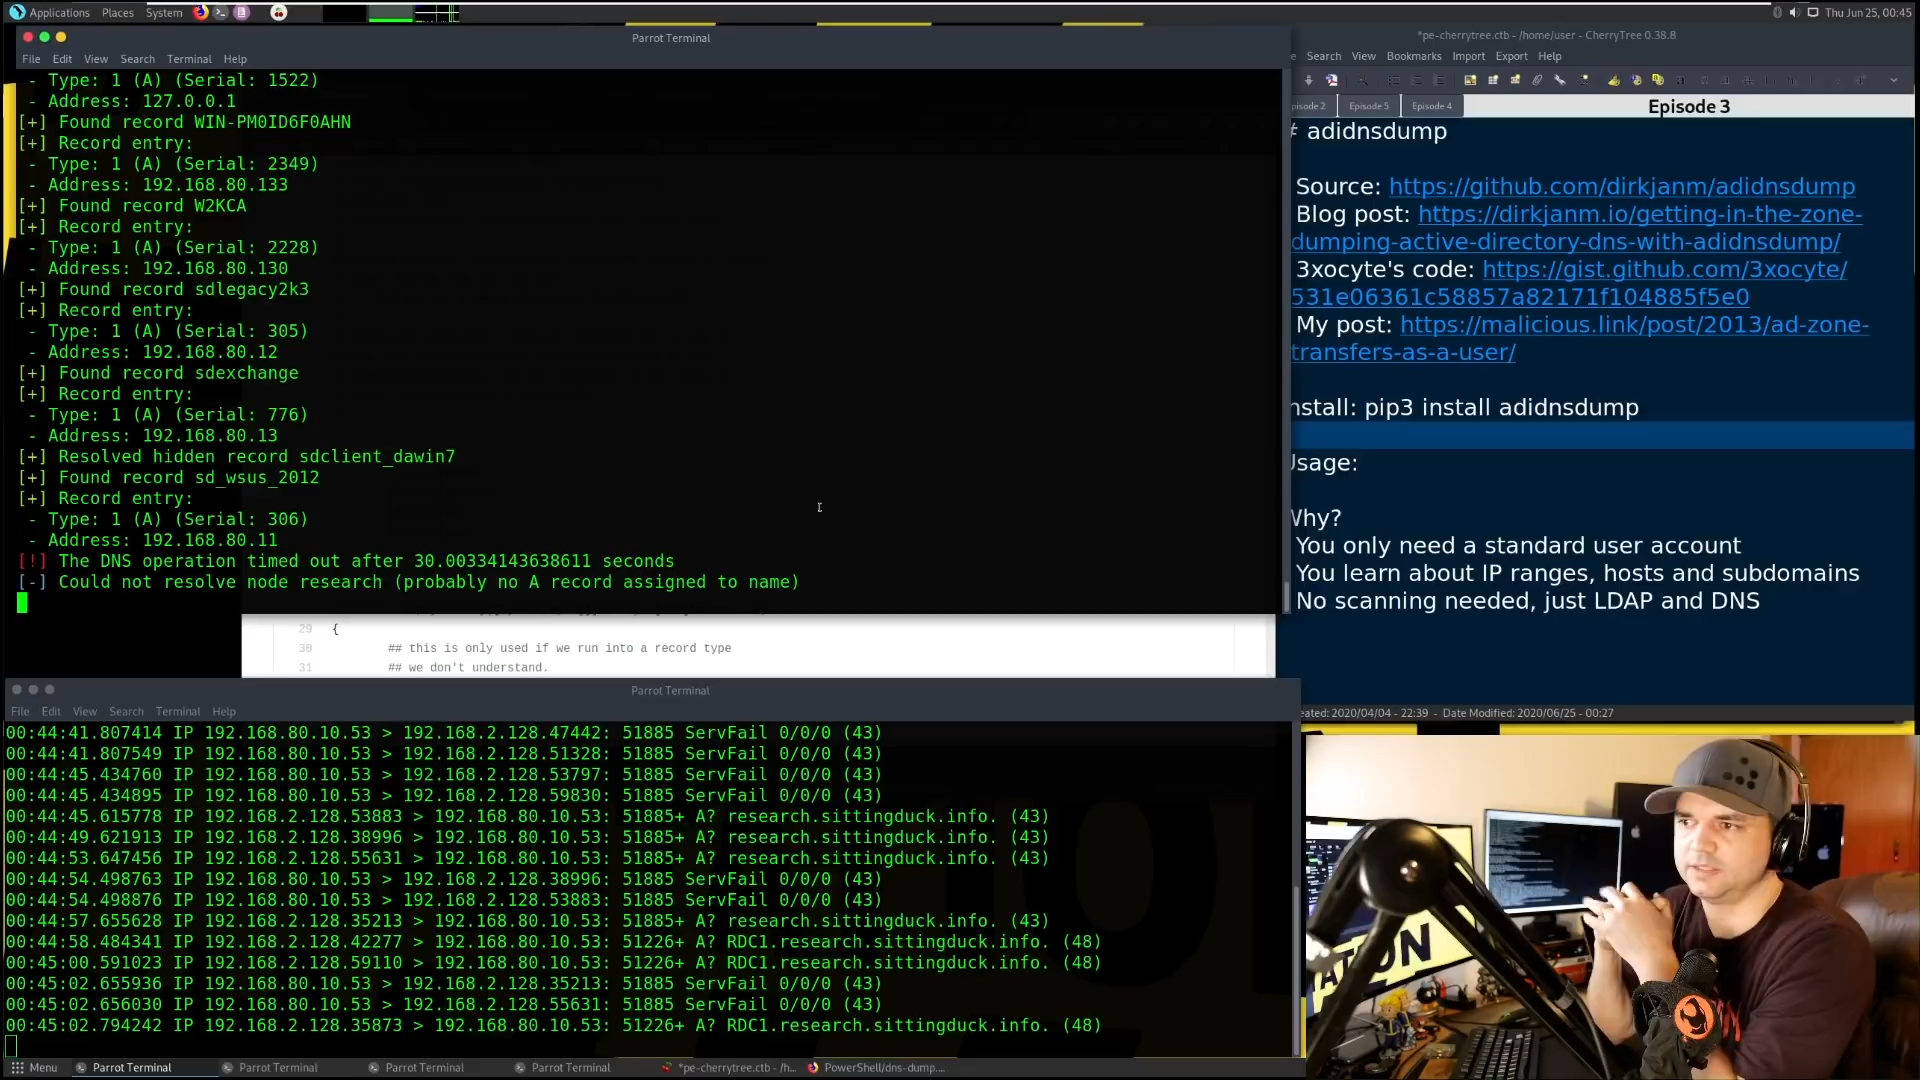 Applications Places System
Thu Jun 25, 00:45
Parrot Terminal
File Edit View Search Terminal Help
- Type: 1 (A) (Serial: 1522)
- Address: 127.0.0.1
[+] Found record WIN-PM0ID6F0AHN
[+] Record entry:
- Type: 1 (A) (Serial: 2349)
- Address: 192.168.80.133
[+] Found record W2KCA
[+] Record entry:
- Type: 1 (A) (Serial: 2228)
- Address: 192.168.80.130
[+] Found record sdlegacy2k3
[+] Record entry:
- Type: 1 (A) (Serial: 305)
- Address: 192.168.80.12
[+] Found record sdexchange
[+] Record entry:
- Type: 1 (A) (Serial: 776)
- Address: 192.168.80.13
[+] Resolved hidden record sdclient_dawin7
[+] Found record sd_wsus_2012
[+] Record entry:
- Type: 1 (A) (Serial: 306)
- Address: 192.168.80.11
[!] The DNS operation timed out after 30.00334143638611 seconds
[-] Could not resolve node research (probably no A record assigned to name)
29 {
30 ## this is only used if we run into a record type
31 ## we don't understand.
*pe-cherrytree.ctb - /home/user - CherryTree 0.38.8
e Search View Bookmarks Import Export Help
pisode 2 Episode 5 Episode 4 Episode 3
# adidnsdump
Source: https://github.com/dirkjanm/adidnsdump
Blog post: https://dirkjanm.io/getting-in-the-zone-
dumping-active-directory-dns-with-adidnsdump/
3xocyte's code: https://gist.github.com/3xocyte/
531e06361c58857a82171f104885f5e0
My post: https://malicious.link/post/2013/ad-zone-
transfers-as-a-user/
nstall: pip3 install adidnsdump
Usage:
Why?
You only need a standard user account
You learn about IP ranges, hosts and subdomains
No scanning needed, just LDAP and DNS
eated: 2020/04/04 - 22:39 - Date Modified: 2020/06/25 - 00:27
Parrot Terminal
File Edit View Search Terminal Help
00:44:41.807414 IP 192.168.80.10.53 > 192.168.2.128.47442: 51885 ServFail 0/0/0 (43)
00:44:41.807549 IP 192.168.80.10.53 > 192.168.2.128.51328: 51885 ServFail 0/0/0 (43)
00:44:45.434760 IP 192.168.80.10.53 > 192.168.2.128.53797: 51885 ServFail 0/0/0 (43)
00:44:45.434895 IP 192.168.80.10.53 > 192.168.2.128.59830: 51885 ServFail 0/0/0 (43)
00:44:45.615778 IP 192.168.2.128.53883 > 192.168.80.10.53: 51885+ A? research.sittingduck.info. (43)
00:44:49.621913 IP 192.168.2.128.38996 > 192.168.80.10.53: 51885+ A? research.sittingduck.info. (43)
00:44:53.647456 IP 192.168.2.128.55631 > 192.168.80.10.53: 51885+ A? research.sittingduck.info. (43)
00:44:54.498763 IP 192.168.80.10.53 > 192.168.2.128.38996: 51885 ServFail 0/0/0 (43)
00:44:54.498876 IP 192.168.80.10.53 > 192.168.2.128.53883: 51885 ServFail 0/0/0 (43)
00:44:57.655628 IP 192.168.2.128.35213 > 192.168.80.10.53: 51885+ A? research.sittingduck.info. (43)
00:44:58.484341 IP 192.168.2.128.42277 > 192.168.80.10.53: 51226+ A? RDC1.research.sittingduck.info. (48)
00:45:00.591023 IP 192.168.2.128.59110 > 192.168.80.10.53: 51226+ A? RDC1.research.sittingduck.info. (48)
00:45:02.655936 IP 192.168.80.10.53 > 192.168.2.128.35213: 51885 ServFail 0/0/0 (43)
00:45:02.656030 IP 192.168.80.10.53 > 192.168.2.128.55631: 51885 ServFail 0/0/0 (43)
00:45:02.794242 IP 192.168.2.128.35873 > 192.168.80.10.53: 51226+ A? RDC1.research.sittingduck.info. (48)
ATION
Menu Parrot Terminal Parrot Terminal Parrot Terminal Parrot Terminal *pe-cherrytree.ctb - /h... PowerShell/dns-dump....